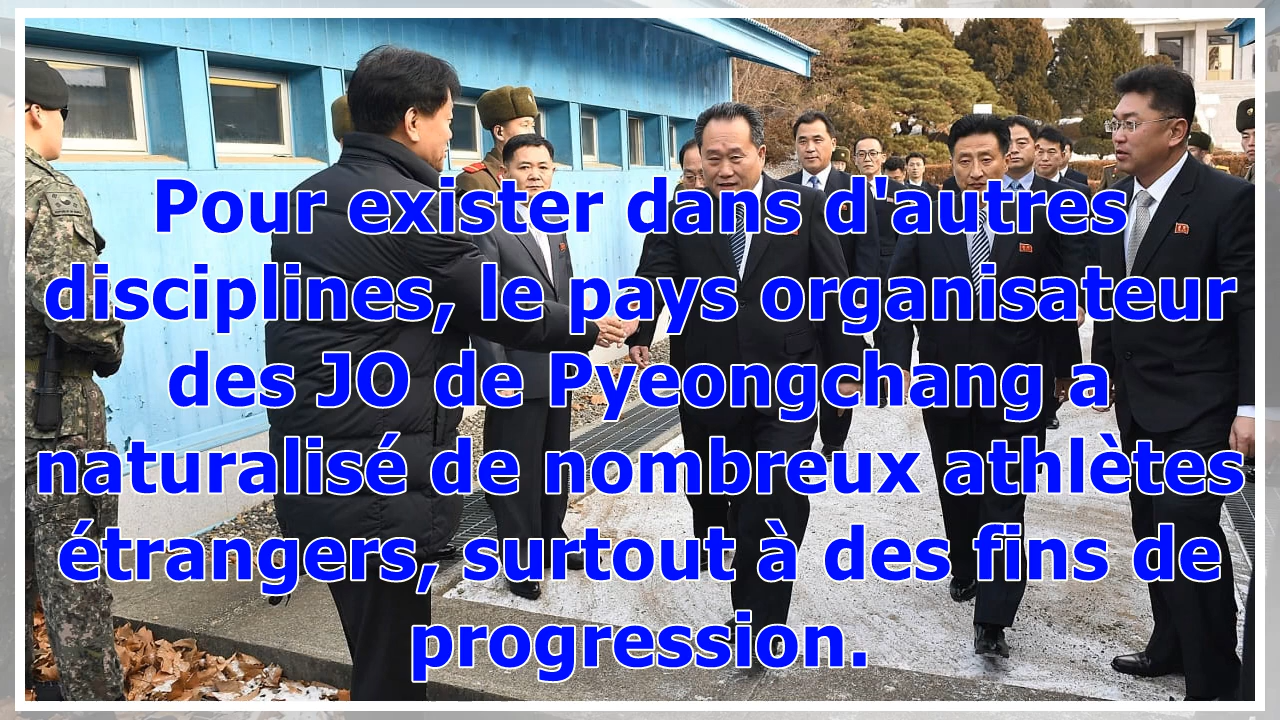 Pour exister dans d'autres
disciplines, le pays organisateur
des JO de Pyeongchang a
naturalisé de nombreux athlètes
étrangers, surtout à des fins de
progression.